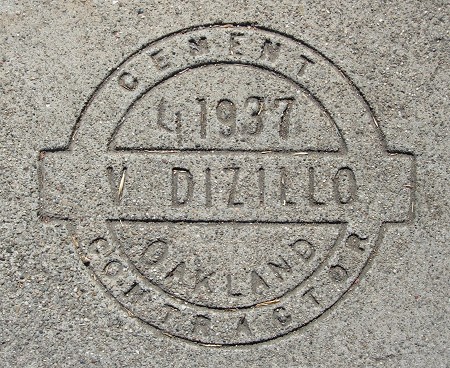 CEMENT
4 1937
V DIZILLO
OAKLAND
CONTRACTOR